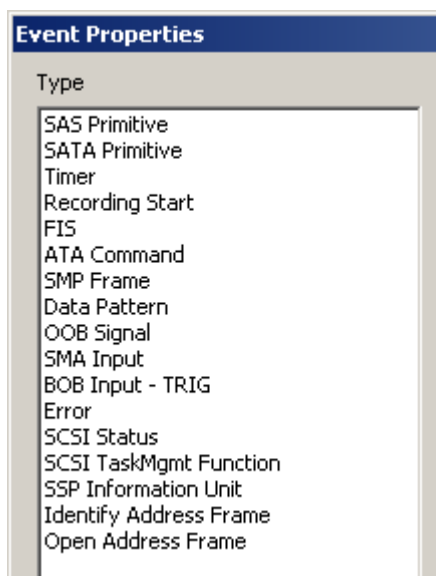 Event Properties
Type
SAS Primitive
SATA Primitive
Timer
Recording Start
FIS
ATA Command
SMP Frame
Data Pattern
OOB Signal
SMA Input
BOB Input - TRIG
Error
SCSI Status
SCSI TaskMgmt Function
SSP Information Unit
Identify Address Frame
Open Address Frame